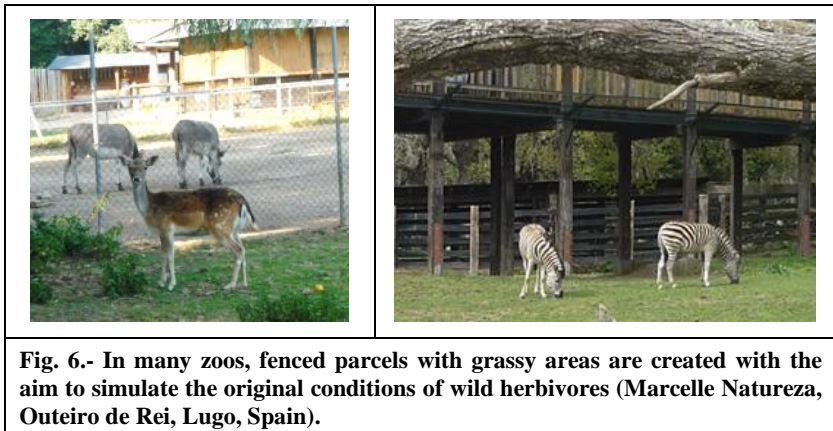 Fig. 6.- In many zoos, fenced parcels with grassy areas are created with the
aim to simulate the original conditions of wild herbivores (Marcelle Natureza,
Outeiro de Rei, Lugo, Spain).